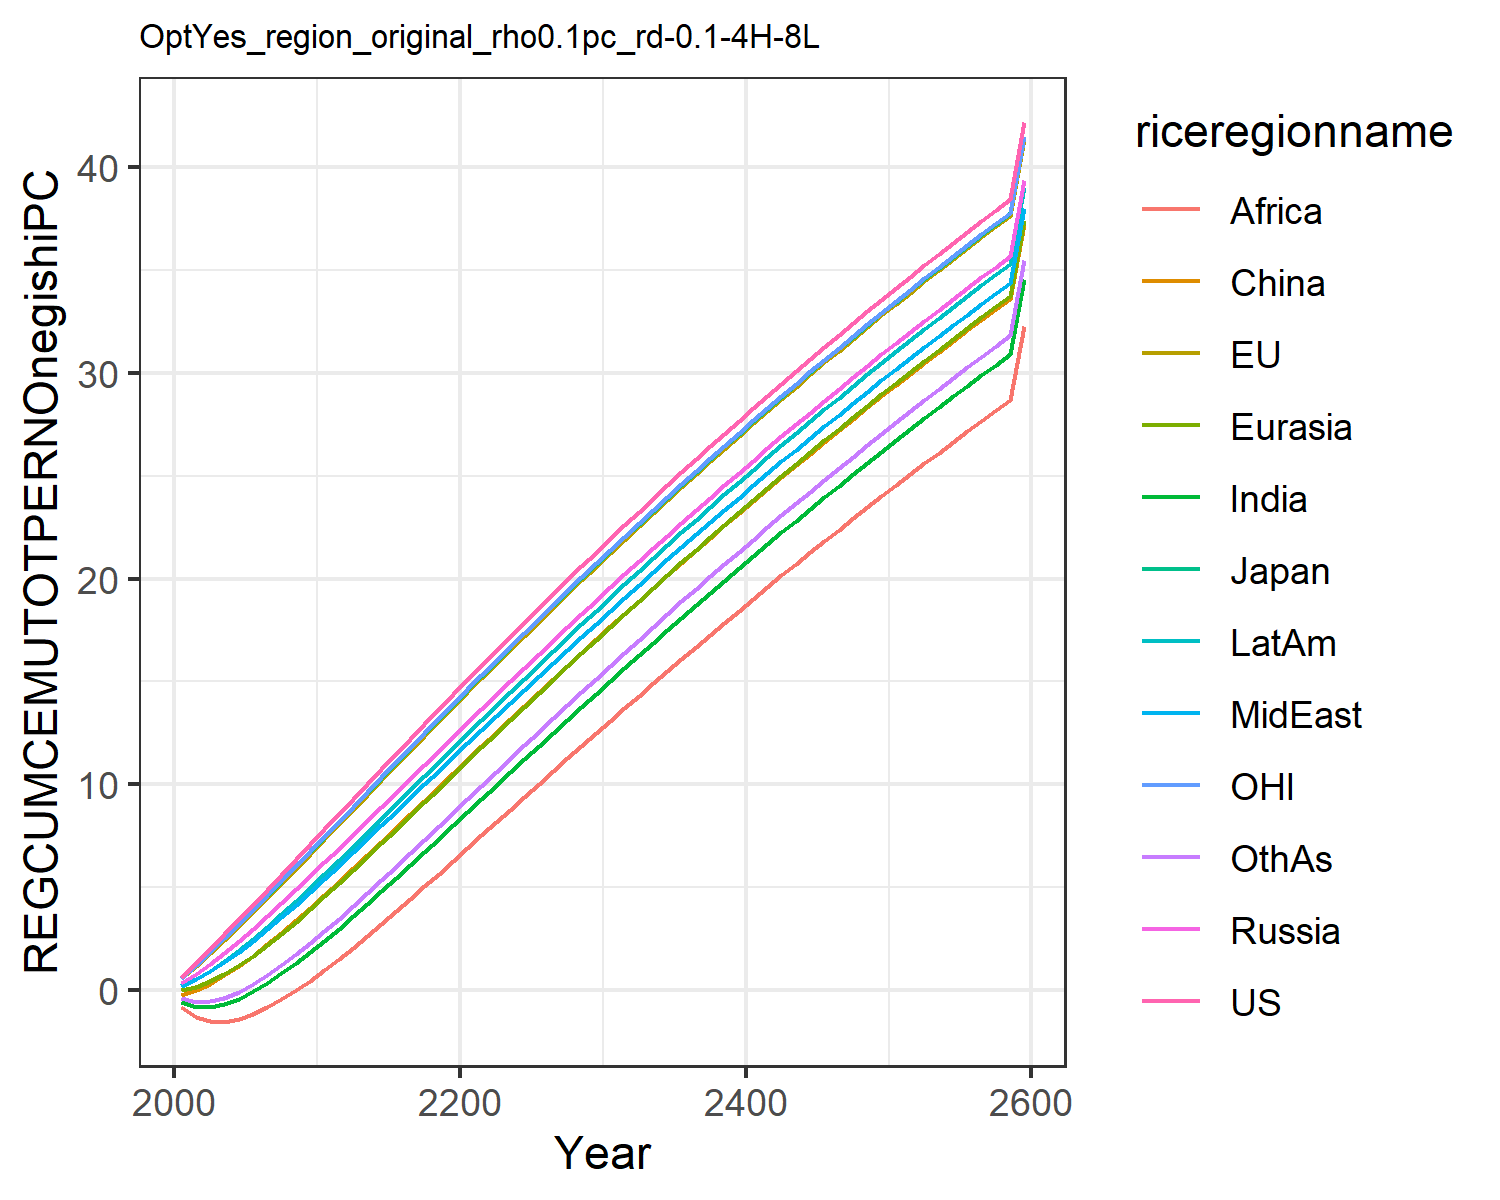 OptYes_region_original_rho0.1pc_rd-0.1-4H-8L
REGCUMCEMUTOTPERNOnegishiPC
40
30
20
10
0
2000 2200 2400 2600
Year
riceregionname
Africa
China
EU
Eurasia
India
Japan
LatAm
MidEast
OHI
OthAs
Russia
US